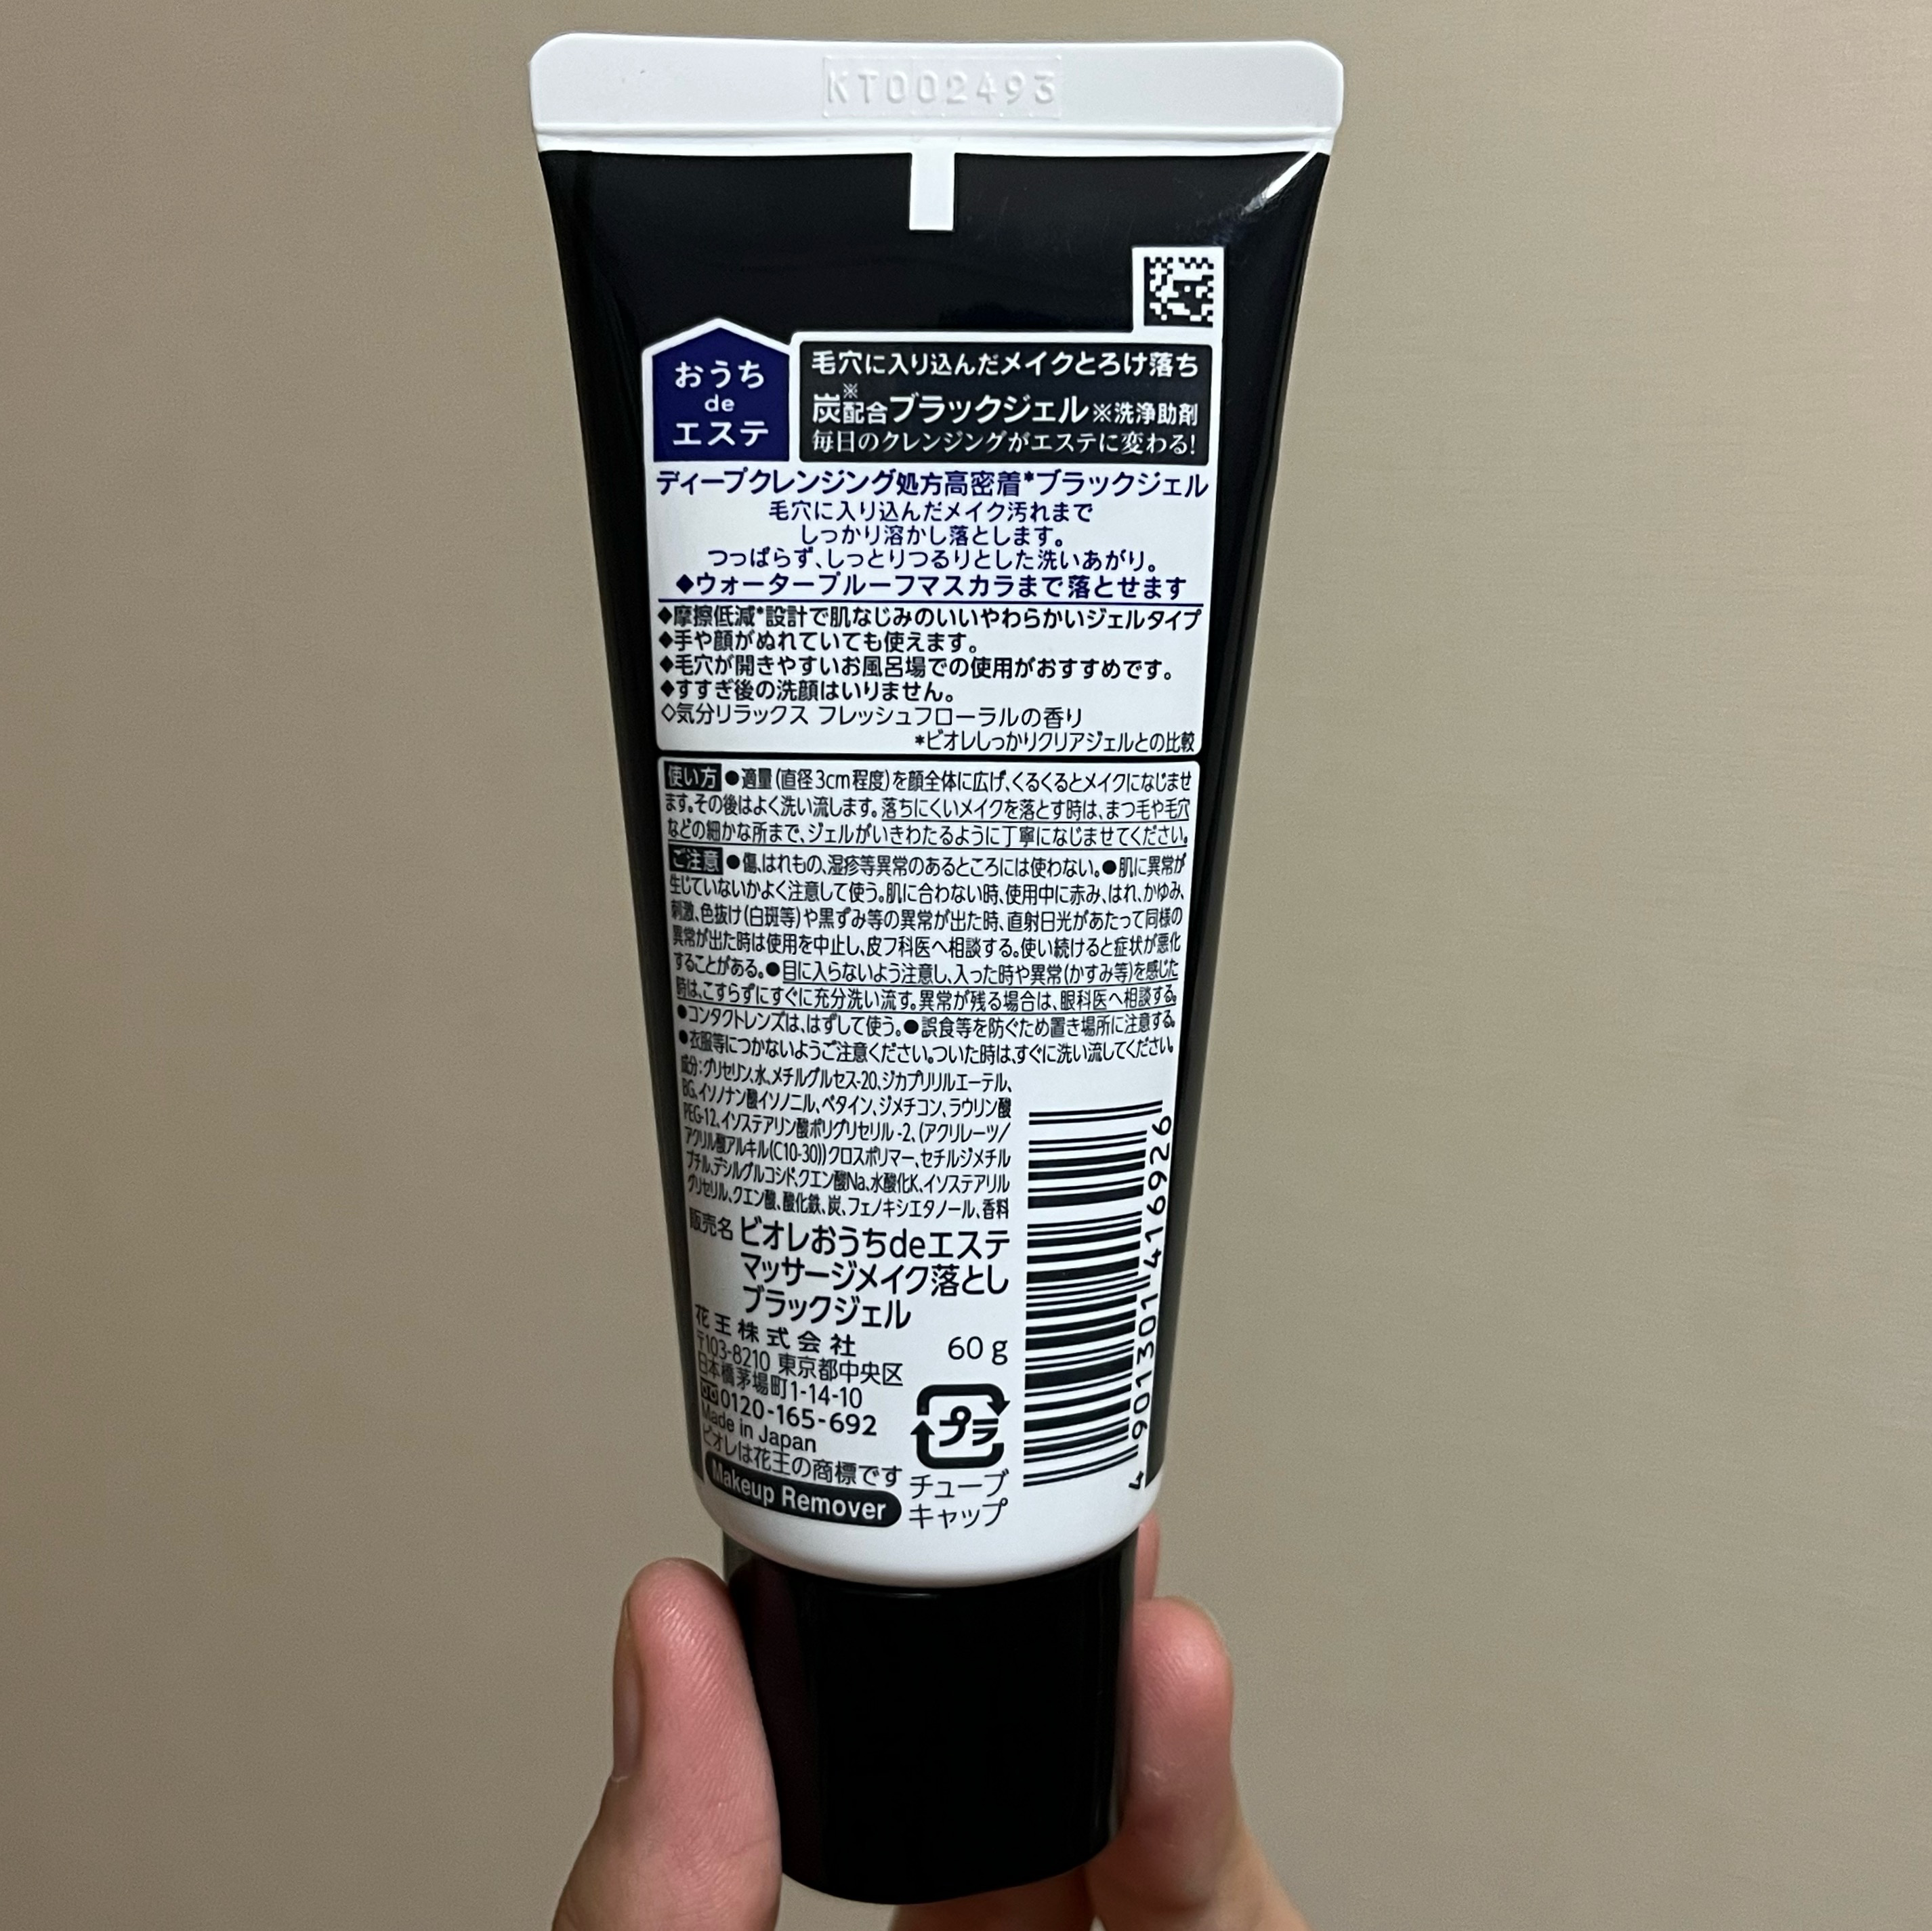 KT002493
おうち
de
エステ
毛穴に入り込んだメイクとろけ落ち
炭※配合ブラックジェル※洗浄助剤
毎日のクレンジングがエステに変わる!
ディープクレンジング処方高密着*ブラックジェル
毛穴に入り込んだメイク汚れまで
しっかり溶かし落とします。
つっぱらず、しっとりつるりとした洗いあがり。
◆ウォータープルーフマスカラまで落とせます
◆摩擦低減*設計で肌なじみのいいやわらかいジェルタイプ
◆手や顔がぬれていても使えます。
◆毛穴が開きやすいお風呂場での使用がおすすめです。
◆すすぎ後の洗顔はいりません。
◇気分リラックス フレッシュフローラルの香り
*ビオレしっかりクリアジェルとの比較
使い方 ●適量(直径3cm程度)を顔全体に広げ、くるくるとメイクになじませ
ます。その後はよく洗い流します。落ちにくいメイクを落とす時は、まつ毛や毛穴
などの細かな所まで、ジェルがいきわたるように丁寧になじませてください。
ご注意 ●傷、はれもの、湿疹等異常のあるところには使わない。●肌に異常が
生じていないかよく注意して使う。肌に合わない時、使用中に赤み、はれ、かゆみ、
刺激、色抜け(白斑等)や黒ずみ等の異常が出た時、直射日光があたって同様の
異常が出た時は使用を中止し、皮フ科医へ相談する。使い続けると症状が悪化
することがある。●目に入らないよう注意し、入った時や異常(かすみ等)を感じた
時は、こすらずにすぐに充分洗い流す。異常が残る場合は、眼科医へ相談する。
●コンタクトレンズは、はずして使う。●誤食等を防ぐため置き場所に注意する。
●衣服等につかないようご注意ください。ついた時は、すぐに洗い流してください。
成分:グリセリン、水、メチルグルセス-20、ジカプリリルエーテル、
BG、イソノナン酸イソノニル、ベタイン、ジメチコン、ラウリン酸
PEG-12、イソステアリン酸ポリグリセリル-2、(アクリレーツ/
アクリル酸アルキル(C10-30))クロスポリマー、セチルジメチル
ブチル、デシルグルコシド、クエン酸Na、水酸化K、イソステアリル
グリセリル、クエン酸、酸化鉄、炭、フェノキシエタノール、香料
販売名 ビオレおうちdeエステ
マッサージメイク落とし
ブラックジェル
花王株式会社
60g
〒103-8210 東京都中央区
日本橋茅場町1-14-10
0120-165-692
Made in Japan
ビオレは花王の商標です
Makeup Remover
プラ
チューブ
キャップ
4 901301 416926